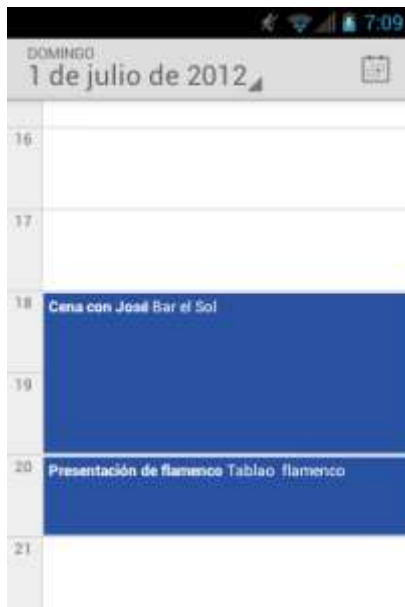 7:09
DOMINGO
1 de julio de 2012
16
17
18
Cena con José Bar el Sol
19
20
Presentación de flamenco Tablao flamenco
21